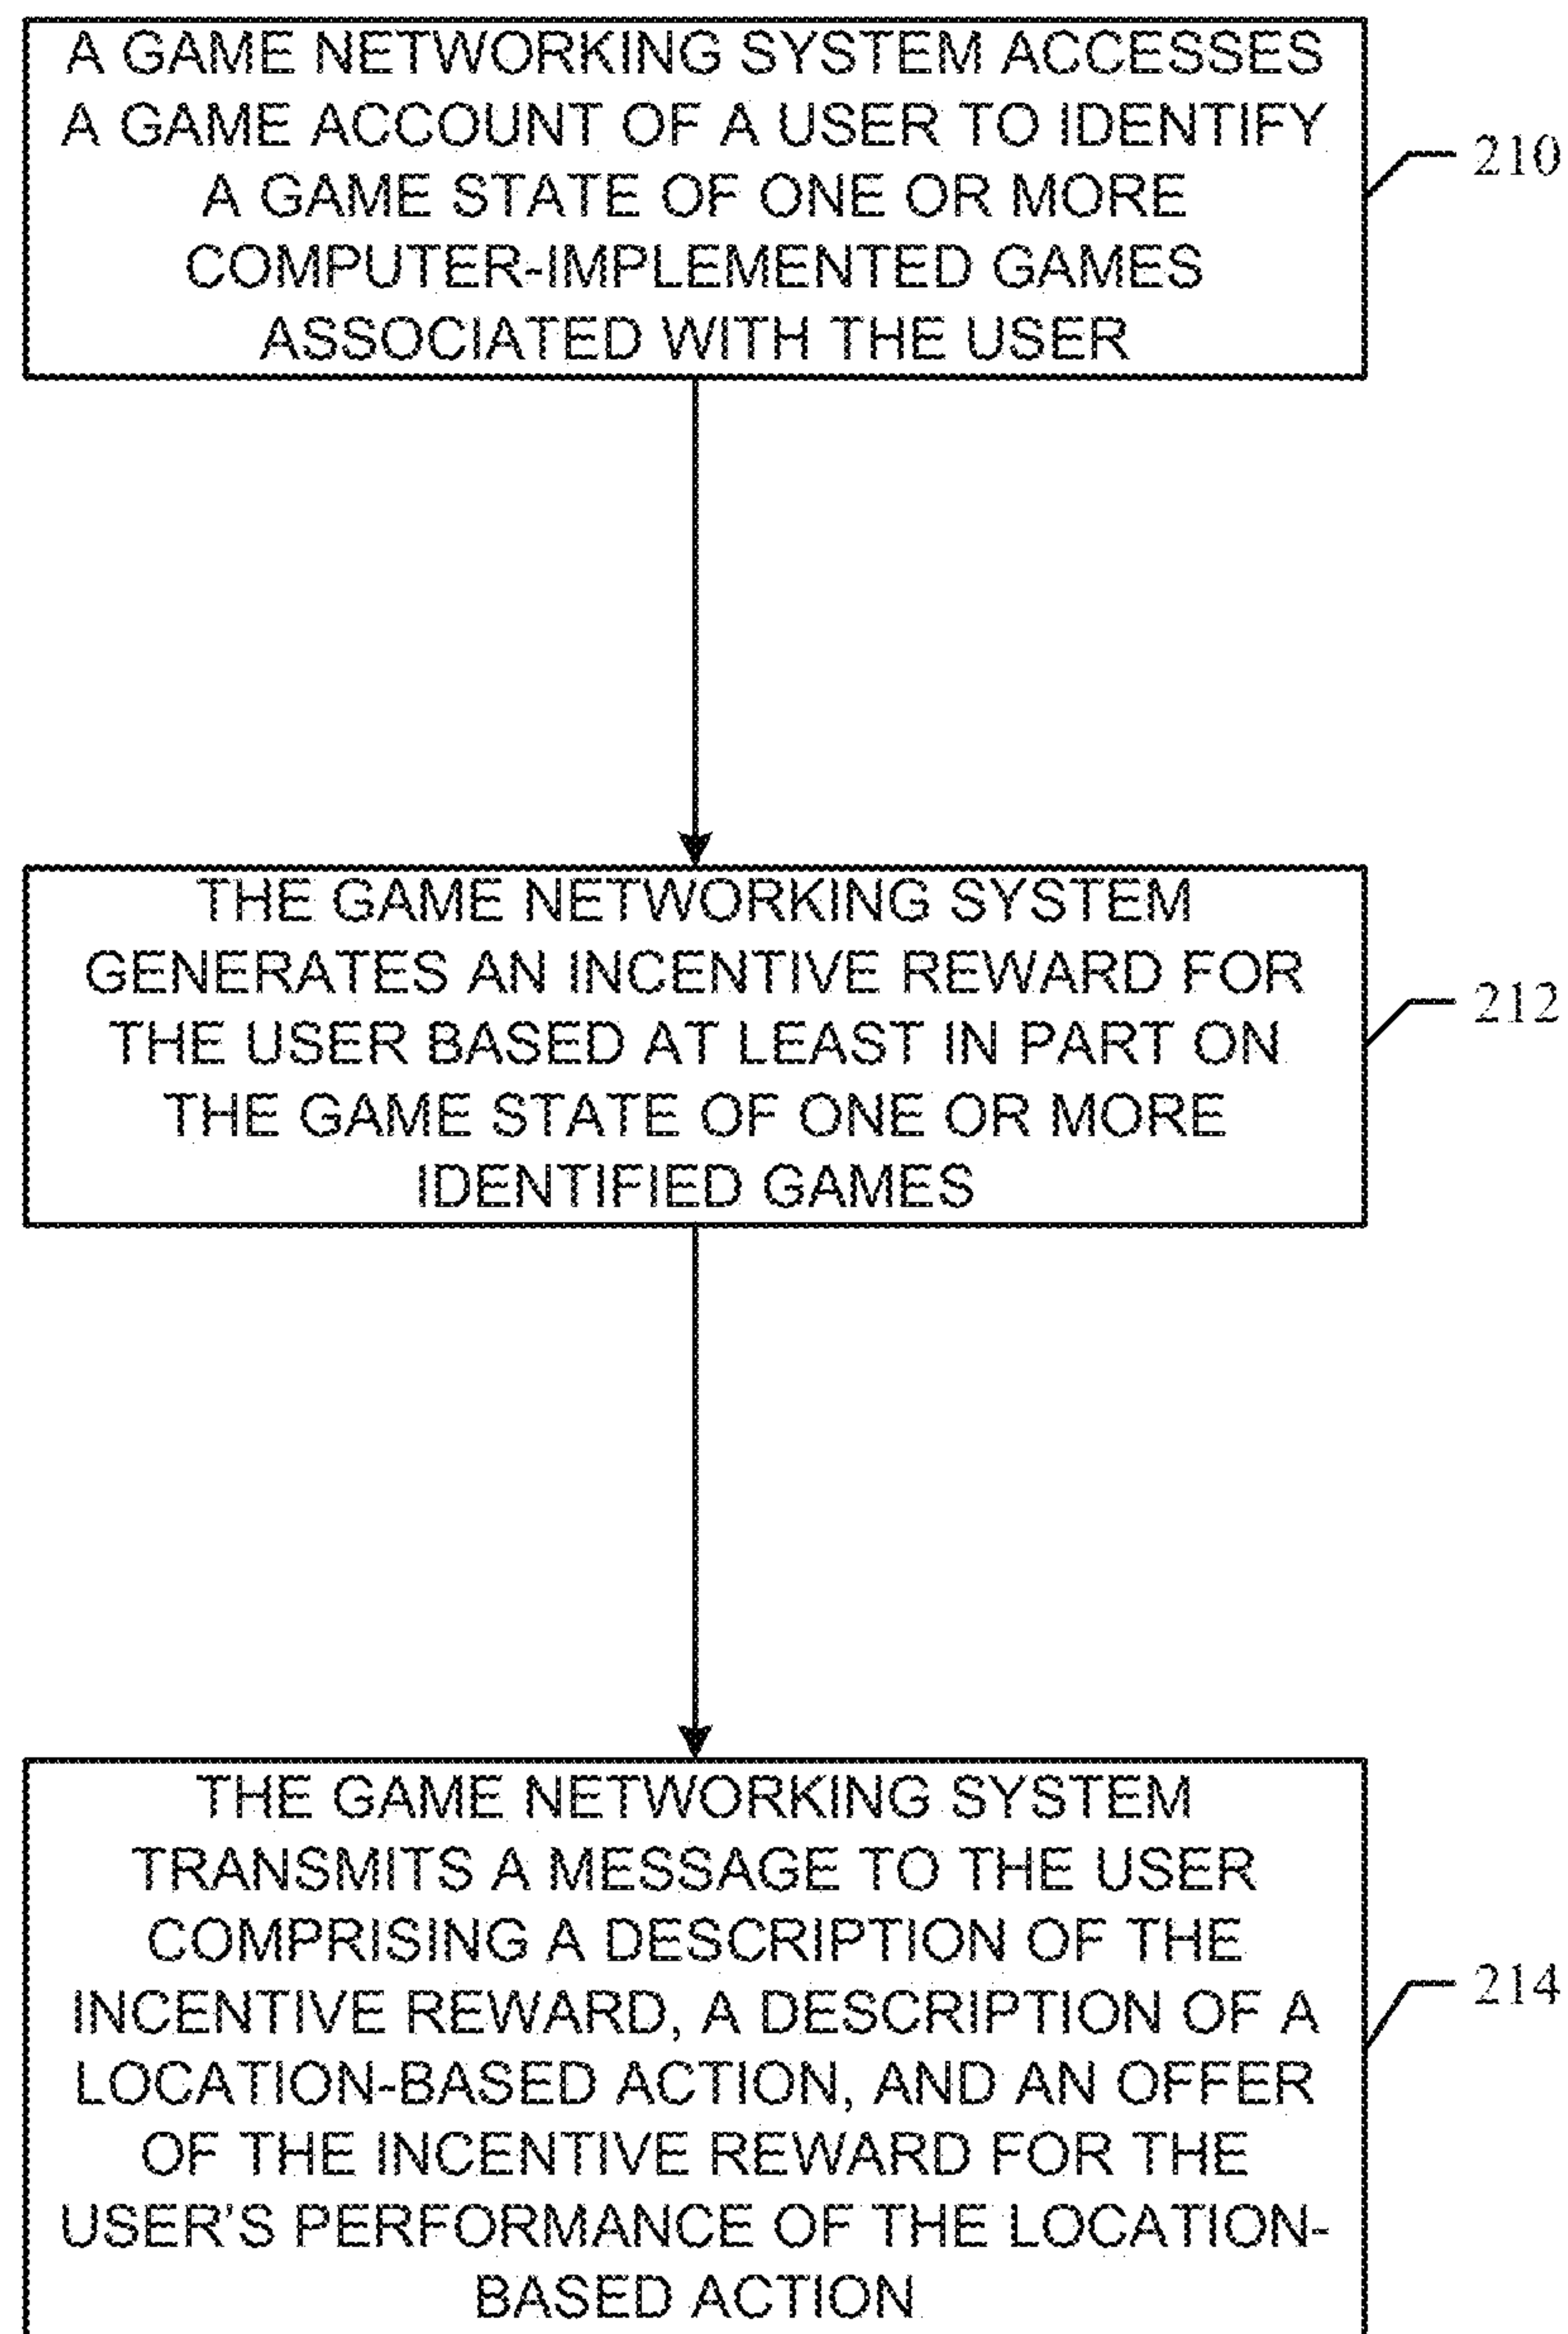 A GAME NETWORKING SYSTEM ACCESSES
A GAME ACCOUNT OF A USER TO IDENTIFY
A GAME STATE OF ONE OR MORE
COMPUTER-IMPLEMENTED GAMES
ASSOCIATED WITH THE USER
210
THE GAME NETWORKING SYSTEM
GENERATES AN INCENTIVE REWARD FOR
THE USER BASED AT LEAST IN PART ON
THE GAME STATE OF ONE OR MORE
IDENTIFIED GAMES
212
THE GAME NETWORKING SYSTEM
TRANSMITS A MESSAGE TO THE USER
COMPRISING A DESCRIPTION OF THE
INCENTIVE REWARD, A DESCRIPTION OF A
LOCATION-BASED ACTION, AND AN OFFER
OF THE INCENTIVE REWARD FOR THE
USER'S PERFORMANCE OF THE LOCATION-
BASED ACTION
214